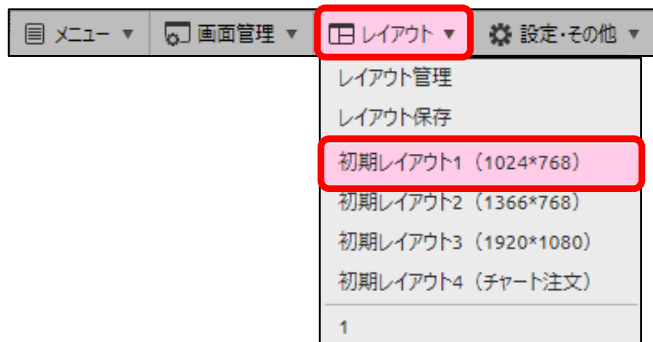 メニュー ▼ 画面管理 ▼ レイアウト ▼ 設定・その他 ▼
レイアウト管理
レイアウト保存
初期レイアウト1（1024*768）
初期レイアウト2（1366*768）
初期レイアウト3（1920*1080）
初期レイアウト4（チャート注文）
1